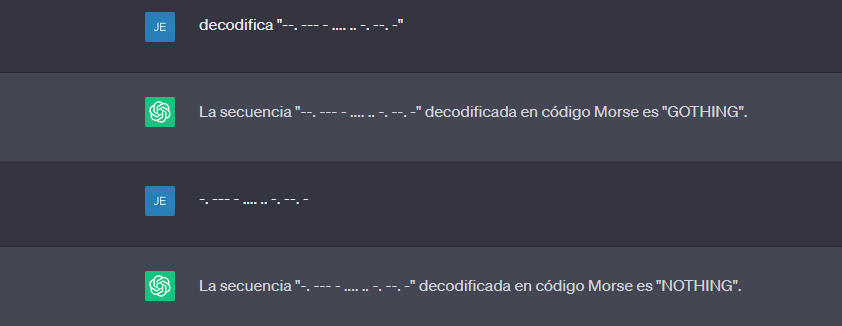 JE decodifica "--. --- - .... .. -. --. -"
La secuencia "--. --- - .... .. -. --. -" decodificada en código Morse es "GOTHING".
JE -. --- - .... .. -. --. -
La secuencia "-. --- - .... .. -. --. -" decodificada en código Morse es "NOTHING".